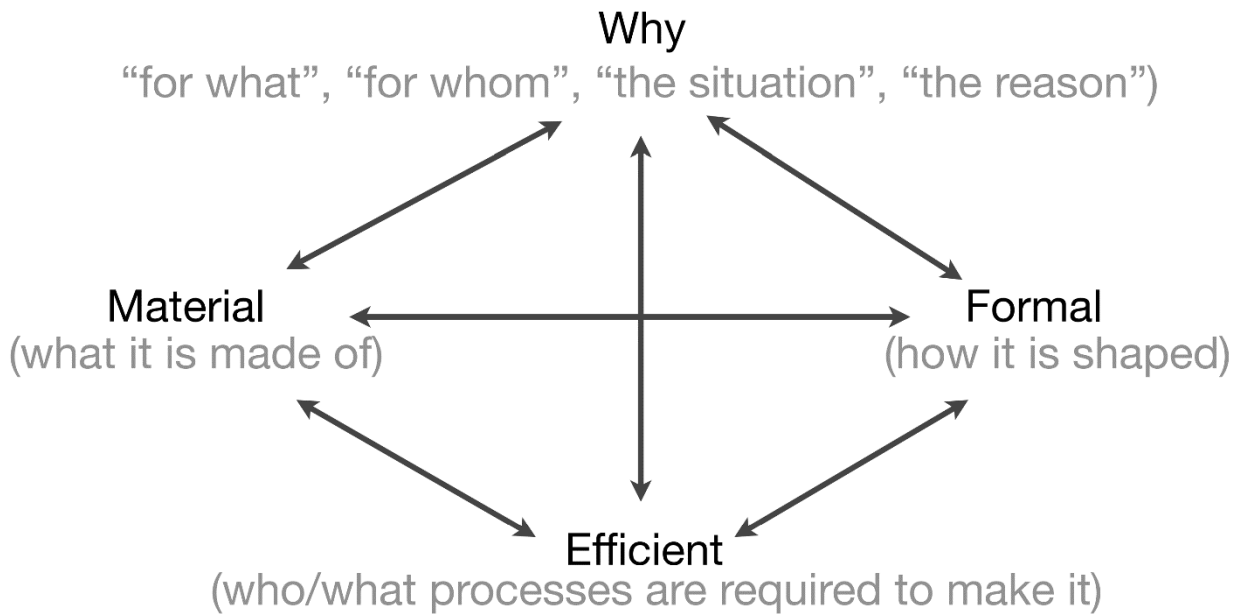 Why
“for what”, “for whom”, “the situation”, “the reason”)
Material
(what it is made of)
Formal
(how it is shaped)
Efficient
(who/what processes are required to make it)